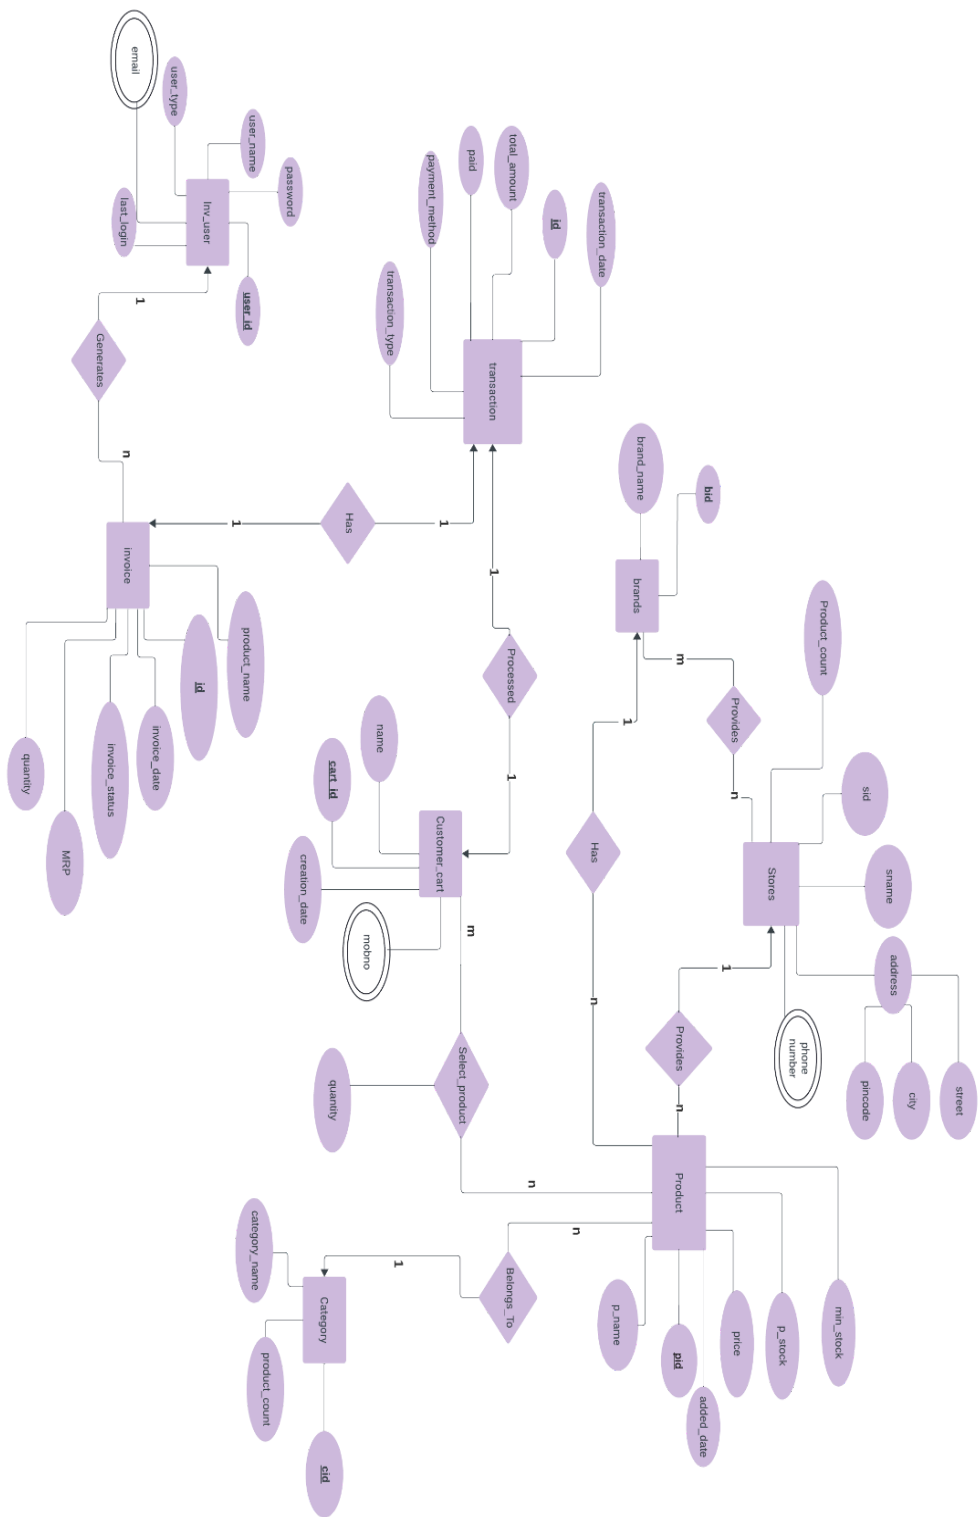 email
user_type
user_name
password
last_login
Inv_user
user_id
1
Generates
n
paid
total_amount
payment_method
id
transaction_date
transaction_type
transaction
Has
1
1
invoice
product_name
id
invoice_date
invoice_status
quantity
MRP
1
Processed
1
name
cart_id
creation_date
Customer_cart
mobno
m
Select_product
quantity
n
brand_name
bid
brands
m
Provides
n
1
Has
n
Product_count
sid
sname
Stores
address
street
city
pincode
phone
number
1
Provides
n
Product
min_stock
p_stock
price
added_date
pid
p_name
n
Belongs_To
1
Category
category_name
product_count
cid